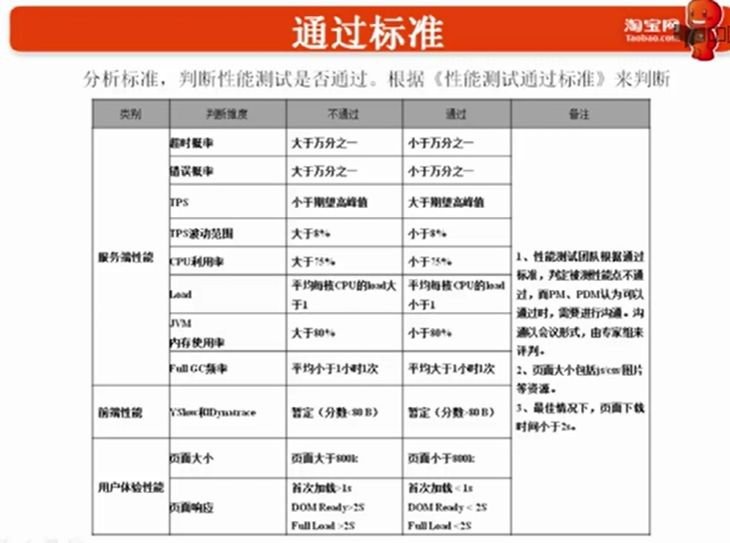 通过标准
淘宝网
Taobao.com
分析标准，判断性能测试是否通过。根据《性能测试通过标准》来判断
类别 判断维度 不通过 通过 备注
服务端性能
超时概率 大于万分之一 小于万分之一
错误概率 大于万分之一 小于万分之一
TPS 小于期望高峰值 大于期望高峰值
TPS波动范围 大于8% 小于8%
CPU利用率 大于75% 小于75%
Load 平均每核CPU的load大于1 平均每核CPU的load小于1
JVM
内存使用率 大于80% 小于80%
Full GC频率 平均小于1小时1次 平均大于1小时1次
前端性能 YSlow和Dynatrace 暂定（分数<80 B） 暂定（分数>80 B）
用户体验性能
页面大小 页面大于800k 页面小于800k
页面响应
首次加载>1s 首次加载 < 1s
DOM Ready>2S DOM Ready < 2S
Full Load >2S Full Load <2S
1、性能测试团队根据通过
标准，判定被测性能点不通
过，而PM、PDM认为可以
通过时，需要进行沟通。沟
通以会议形式，由专家组来
评判。
2、页面大小包括js/css/图片
等资源。
3、最佳情况下，页面下载
时间小于2s。